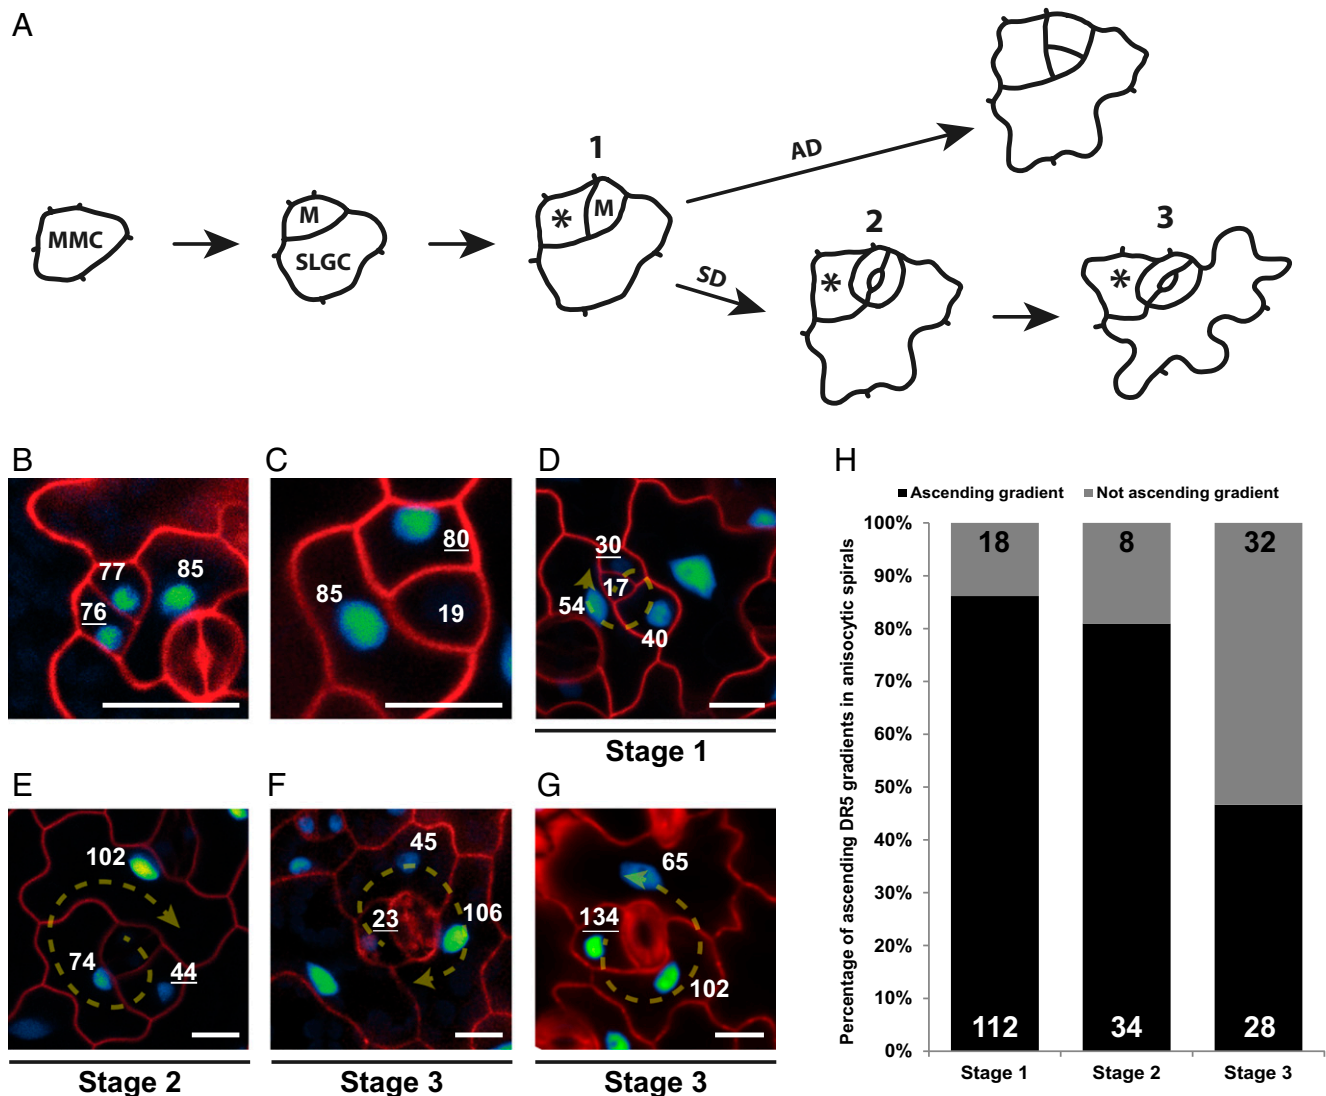 A
MMC
M
SLGC
1
*
M
AD
SD
2
*
3
*
B
77
85
76
C
80
85
19
D
30
17
54
40
Stage 1
E
102
74
44
Stage 2
F
45
23
106
Stage 3
G
65
134
102
Stage 3
H
Ascending gradient Not ascending gradient
Percentage of ascending DR5 gradients in anisocytic spirals
100%
90%
80%
70%
60%
50%
40%
30%
20%
10%
0%
18 8 32
112 34 28
Stage 1 Stage 2 Stage 3